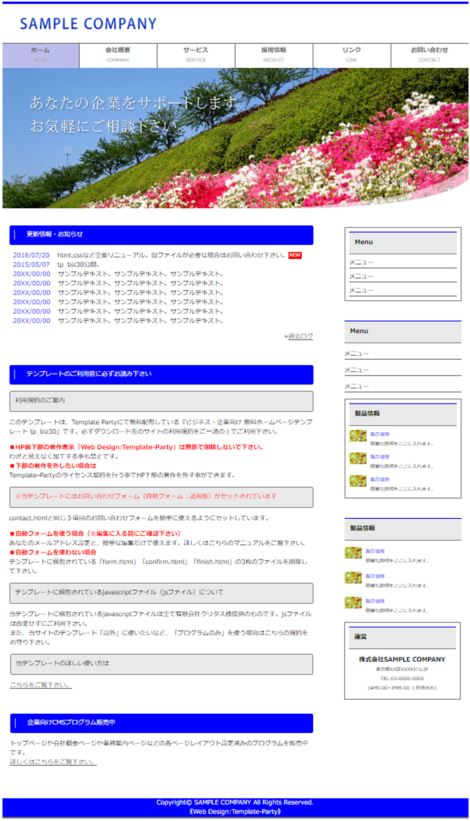 SAMPLE COMPANY
ホーム
HOME
会社概要
COMPANY
サービス
SERVICE
採用情報
RECRUIT
リンク
LINK
お問い合わせ
CONTACT
あなたの企業をサポートします
お気軽にご相談下さい。
更新情報・お知らせ
2018/07/20 html,cssなど全面リニューアル。旧ファイルが必要な場合はお問い合わせ下さい。NEW
2015/05/07 tp_biz30公開。
20XX/00/00 サンプルテキスト。サンプルテキスト。サンプルテキスト。
20XX/00/00 サンプルテキスト。サンプルテキスト。サンプルテキスト。
20XX/00/00 サンプルテキスト。サンプルテキスト。サンプルテキスト。
20XX/00/00 サンプルテキスト。サンプルテキスト。サンプルテキスト。
20XX/00/00 サンプルテキスト。サンプルテキスト。サンプルテキスト。
20XX/00/00 サンプルテキスト。サンプルテキスト。サンプルテキスト。
»過去ログ
テンプレートのご利用前に必ずお読み下さい
利用規約のご案内
このテンプレートは、Template Partyにて無料配布している『ビジネス・企業向け 無料ホームページテンプ
レート tp_biz30』です。必ずダウンロード先のサイトの利用規約をご一読の上でご利用下さい。
■HP最下部の著作表示『Web Design:Template-Party』は無断で削除しないで下さい。
わざと見えなく加工する事も禁止です。
■下部の著作を外したい場合は
Template-Partyのライセンス契約を行う事でHP下部の著作を外す事ができます。
※当テンプレートにはお問い合わせフォーム（自動フォーム：試用版）がセットされています
contact.htmlと同じ３項目のお問い合わせフォームを簡単に使えるようにセットしています。
■自動フォームを使う場合（※編集に入る前にご確認下さい）
あなたのメールアドレス設定と、簡単な編集だけで使えます。詳しくはこちらのマニュアルをご覧下さい。
■自動フォームを使わない場合
テンプレートに梱包されている「form.html」「confirm.html」「finish.html」の3枚のファイルを削除し
て下さい。
テンプレートに梱包されているjavascriptファイル（jsファイル）について
当テンプレートに梱包されているjavascriptファイルは全て有限会社クリタス様提供のものです。jsファイル
は改変せずにご利用下さい。
また、当サイトのテンプレート「以外」に使いたいなど、「プログラムのみ」を使う場合はこちらの規約を
お守り下さい。
当テンプレートの詳しい使い方は
こちらをご覧下さい。
企業向けCMSプログラム販売中
トップページや会社概要ページや業務案内ページなどの各ページレイアウト設定済みのプログラムを販売中
です。
詳しくはこちらをご覧下さい。
Menu
メニュー
メニュー
メニュー
Menu
メニュー
メニュー
メニュー
製品情報
製品情報
簡単な説明をここに入れます。
製品情報
簡単な説明をここに入れます。
製品情報
簡単な説明をここに入れます。
製品情報
製品情報
簡単な説明をここに入れます。
製品情報
簡単な説明をここに入れます。
製品情報
簡単な説明をここに入れます。
運営
株式会社SAMPLE COMPANY
TEL:03-0000-0000
Copyright© SAMPLE COMPANY All Rights Reserved.
《Web Design:Template-Party》